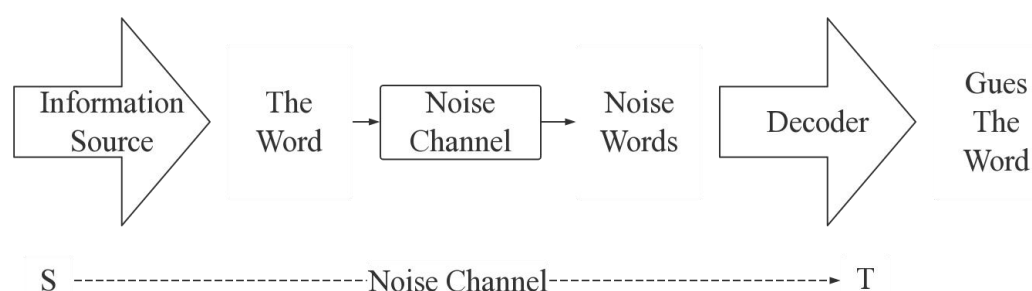 Information
Source
The
Word
Noise
Channel
Noise
Words
Decoder
Gues
The
Word
S
Noise Channel
T